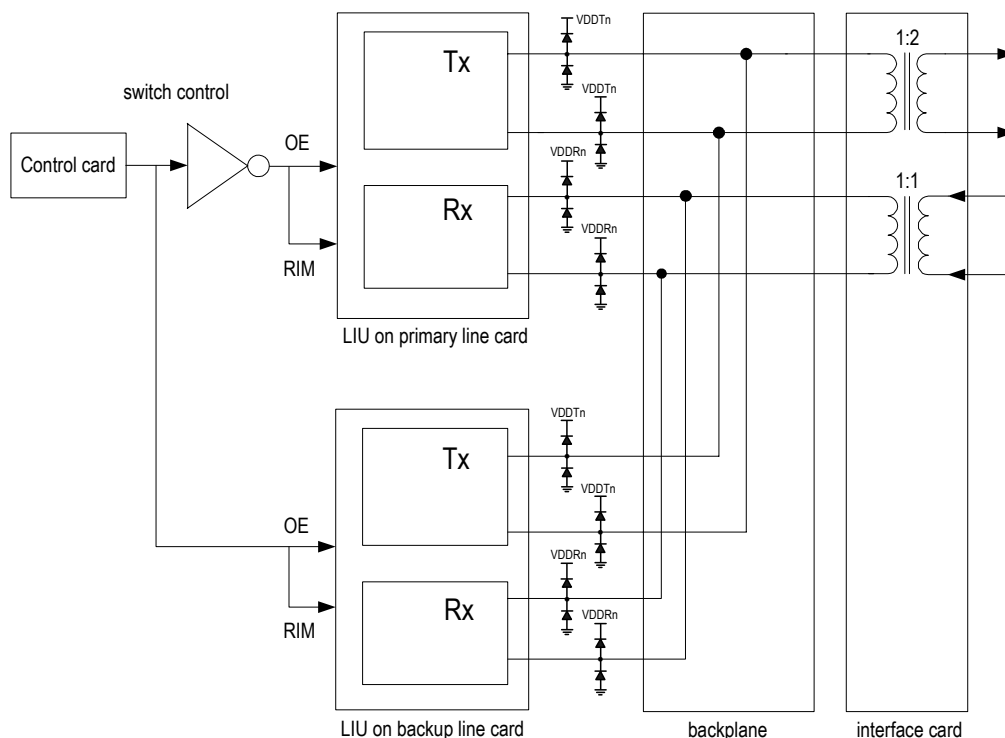 VDDTn
1:2
Tx
switch control
VDDTn
OE
Control card
VDDRn
1:1
Rx
VDDRn
RIM
LIU on primary line card
VDDTn
Tx
VDDTn
OE
VDDRn
Rx
VDDRn
RIM
LIU on backup line card
backplane
interface card